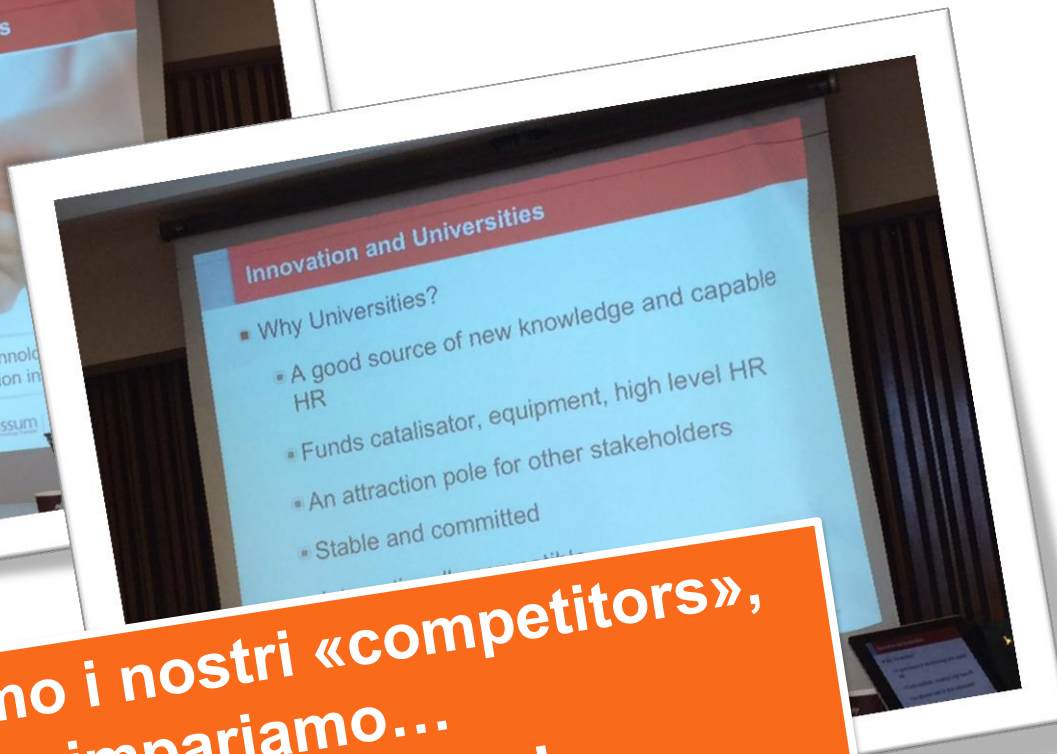 s
Innovation and Universities
Why Universities?
A good source of new knowledge and capable
HR
Funds catalisator, equipment, high level HR
An attraction pole for other stakeholders
Stable and committed
i nostri «competitors»,
impariamo…